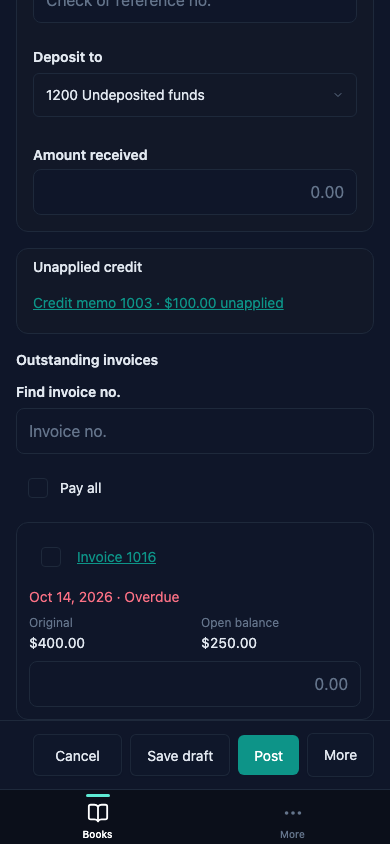 Check or reference no.
Deposit to
1200 Undeposited funds
Amount received
0.00
Unapplied credit
Credit memo 1003 · $100.00 unapplied
Outstanding invoices
Find invoice no.
Invoice no.
Pay all
Invoice 1016
Oct 14, 2026 · Overdue
Original Open balance
$400.00 $250.00
0.00
Cancel Save draft Post More
Books More